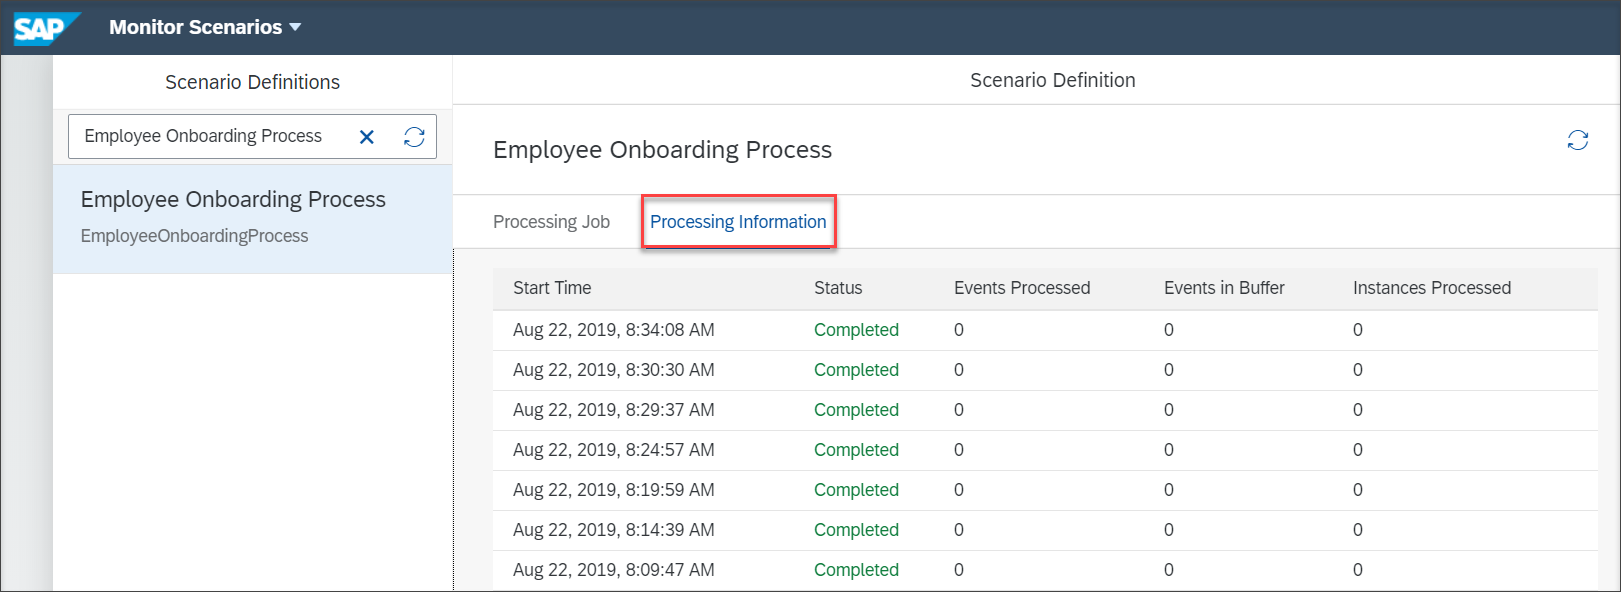 SAP Monitor Scenarios
Scenario Definitions
Employee Onboarding Process
Employee Onboarding Process
EmployeeOnboardingProcess
Scenario Definition
Employee Onboarding Process
Processing Job Processing Information
Start Time Status Events Processed Events in Buffer Instances Processed
Aug 22, 2019, 8:34:08 AM Completed 0 0 0
Aug 22, 2019, 8:30:30 AM Completed 0 0 0
Aug 22, 2019, 8:29:37 AM Completed 0 0 0
Aug 22, 2019, 8:24:57 AM Completed 0 0 0
Aug 22, 2019, 8:19:59 AM Completed 0 0 0
Aug 22, 2019, 8:14:39 AM Completed 0 0 0
Aug 22, 2019, 8:09:47 AM Completed 0 0 0